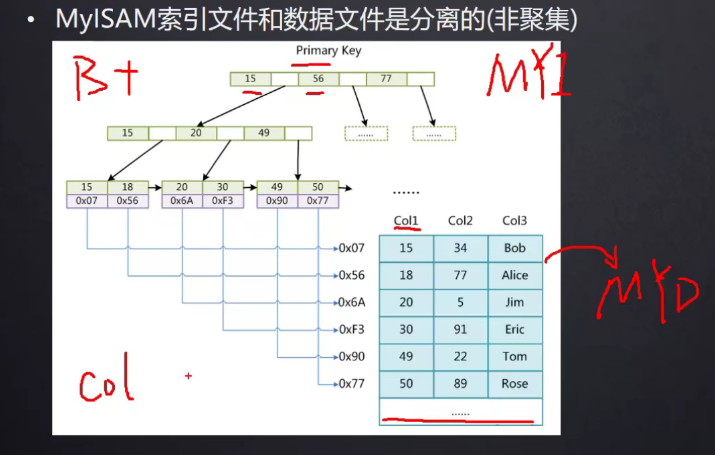 • MyISAM索引文件和数据文件是分离的(非聚集)
Primary Key
B+
MYI
15 56 77
15 20 49
...... ......
15 18 20 30 49 50
0x07 0x56 0x6A 0xF3 0x90 0x77
......
Col1 Col2 Col3
0x07 15 34 Bob
0x56 18 77 Alice
0x6A 20 5 Jim
0xF3 30 91 Eric
0x90 49 22 Tom
0x77 50 89 Rose
......
MYD
col